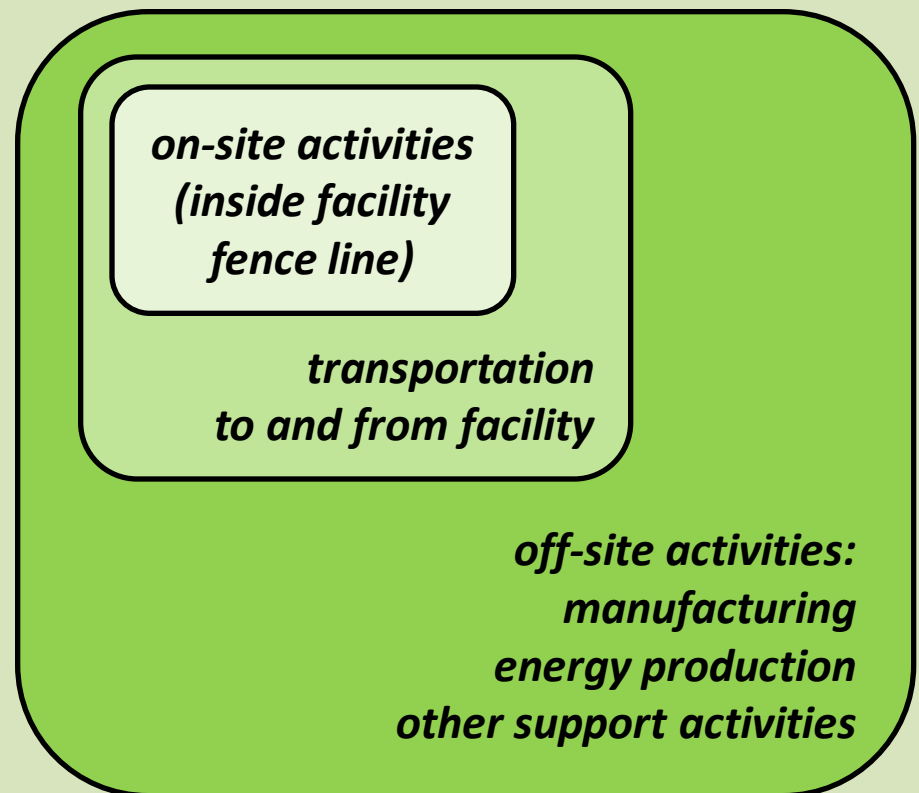 on-site activities
(inside facility
fence line)
transportation
to and from facility
off-site activities:
manufacturing
energy production
other support activities